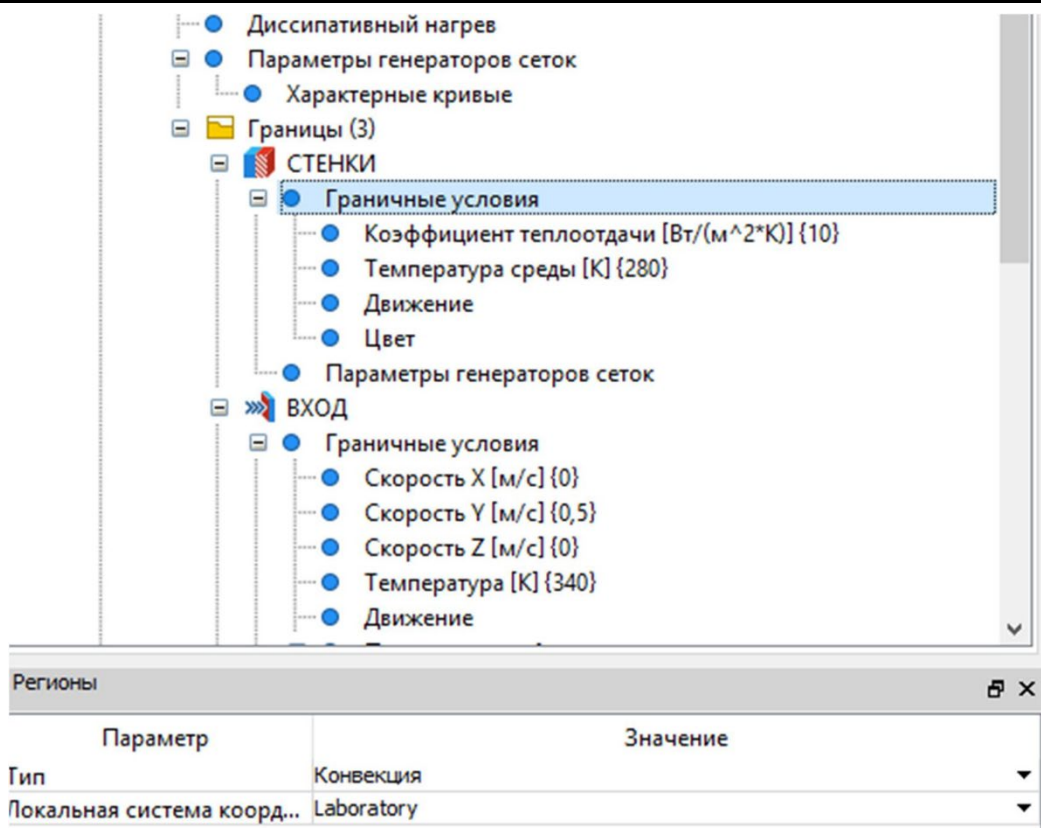 Диссипативный нагрев
Параметры генераторов сеток
Характерные кривые
Границы (3)
СТЕНКИ
Граничные условия
Коэффициент теплоотдачи [Вт/(м^2*К)] {10}
Температура среды [К] {280}
Движение
Цвет
Параметры генераторов сеток
ВХОД
Граничные условия
Скорость X [м/с] {0}
Скорость Y [м/с] {0,5}
Скорость Z [м/с] {0}
Температура [К] {340}
Движение
Регионы
Параметр Значение
Тип Конвекция
Локальная система коорд... Laboratory